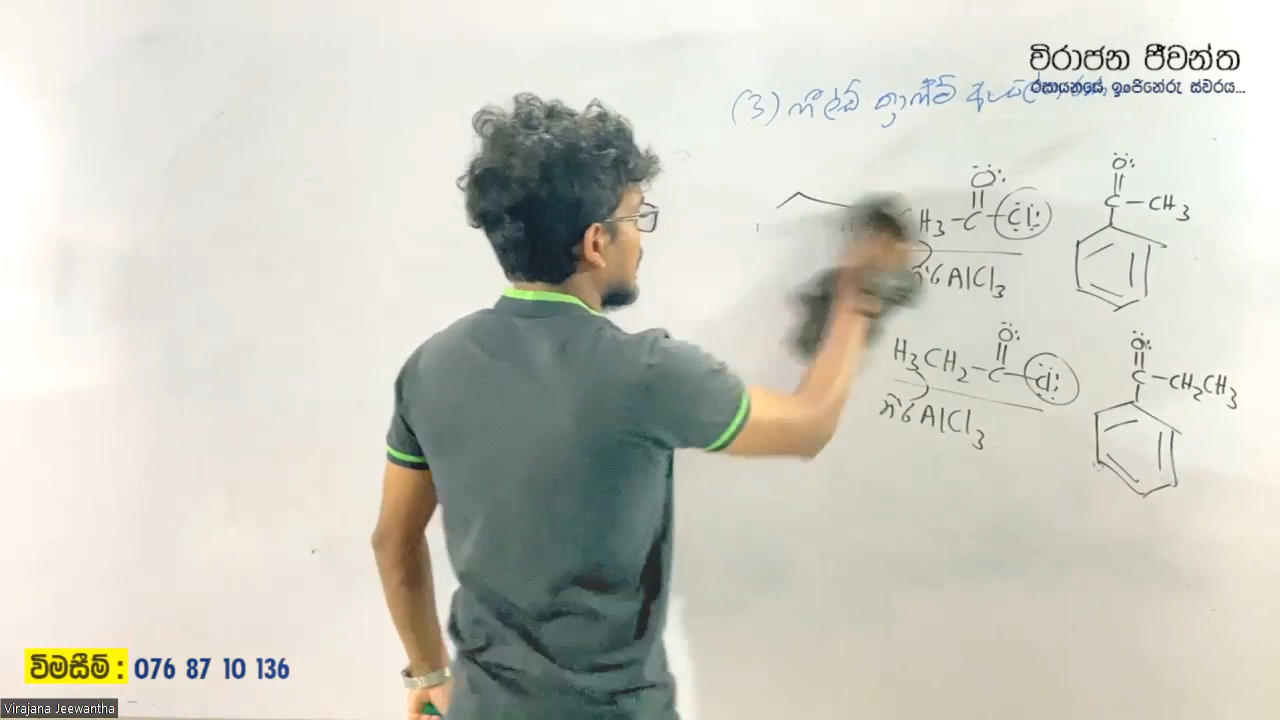 විරාජන ජීවන්ත
රසායනයේ ඉංජිනේරු ස්වරය...
(3) ෆ්‍රීඩ්ල් ක්‍රාෆ්ට්
Ö:
CH3 – C – Cl
AlCl3
Ö:
C – CH3
H3CH2 – C – Cl
නිර් AlCl3
Ö:
C – CH2CH3
විමසීම් : 076 87 10 136
Virajana Jeewantha